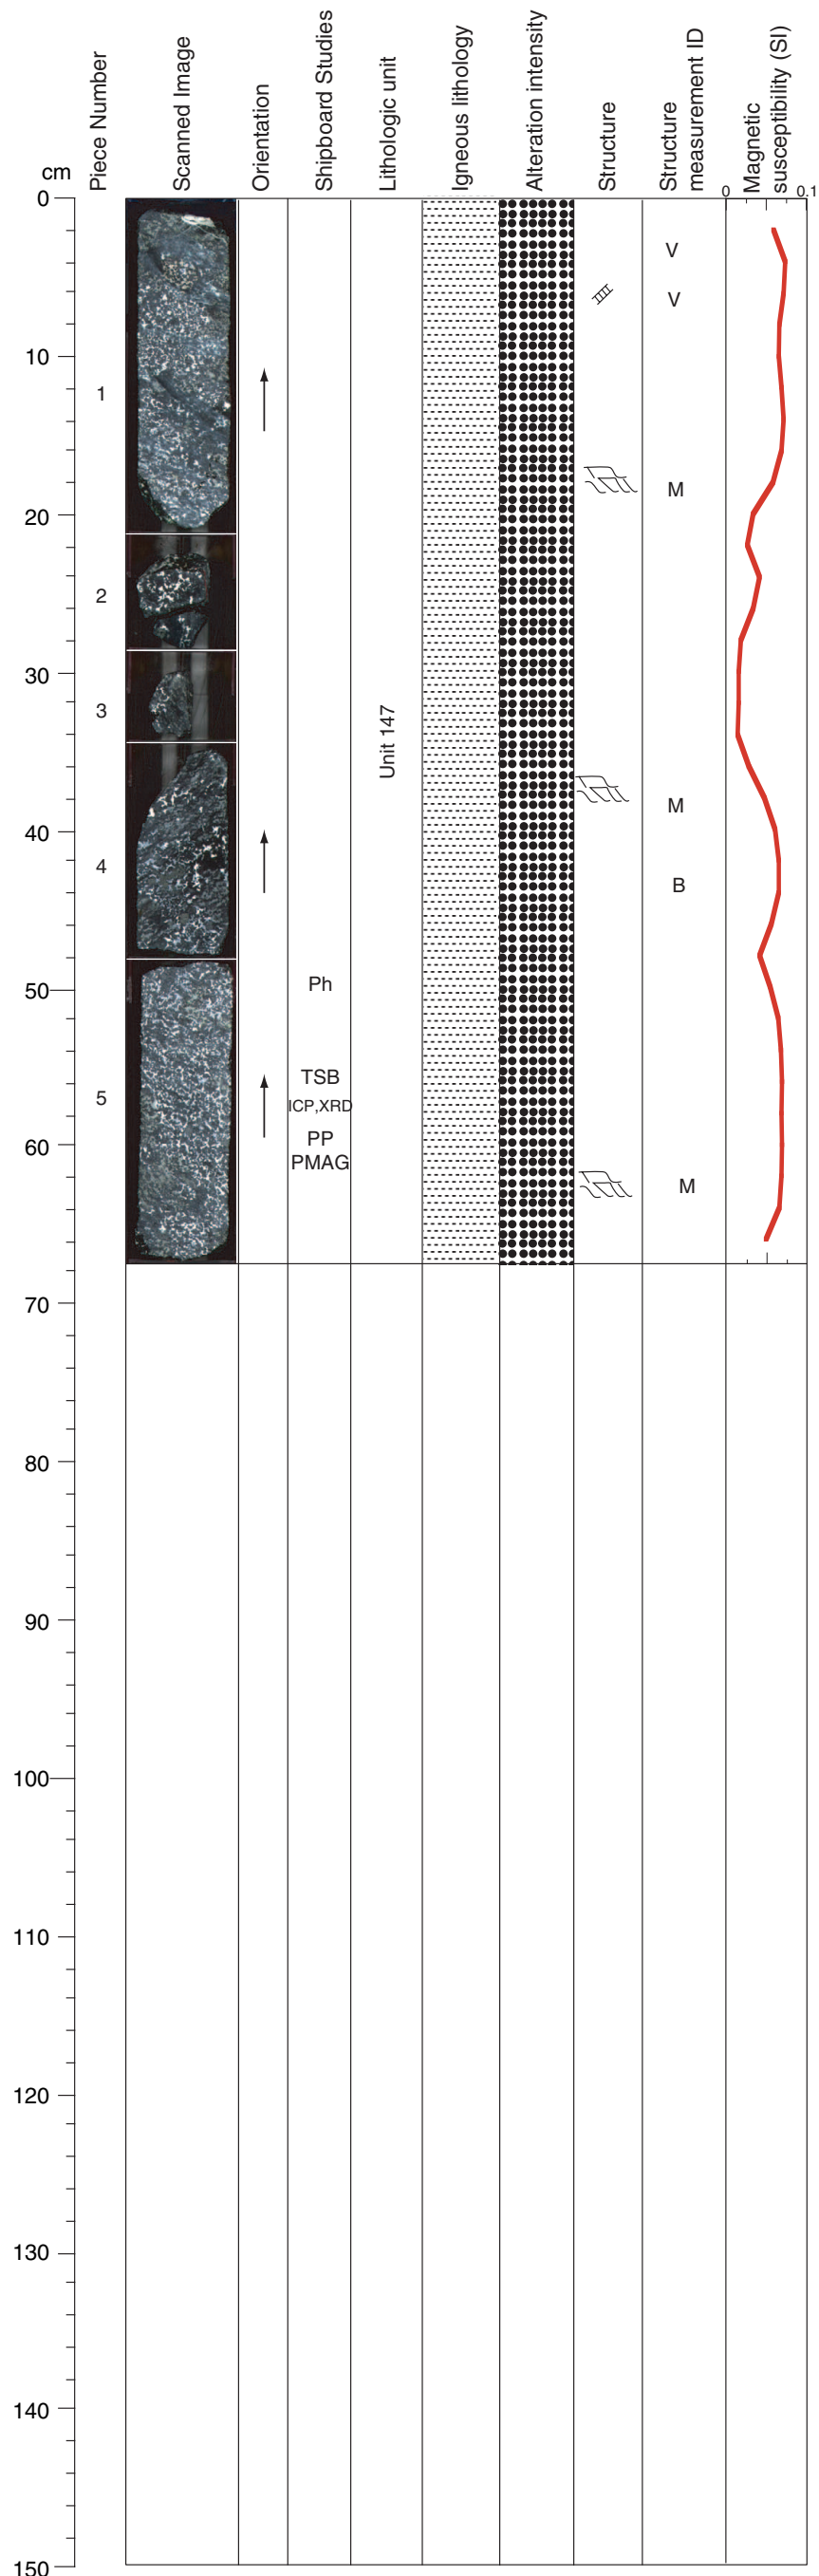 cm
Piece Number
Scanned Image
Orientation
Shipboard Studies
Lithologic unit
Igneous lithology
Alteration intensity
Structure
Structure
measurement ID
Magnetic
susceptibility (SI)
0 0.1
0
V
V
10
1
M
20
2
30
3
Unit 147
M
40
4
B
50
Ph
TSB
5
ICP,XRD
PP
60
PMAG
M
70
80
90
100
110
120
130
140
150